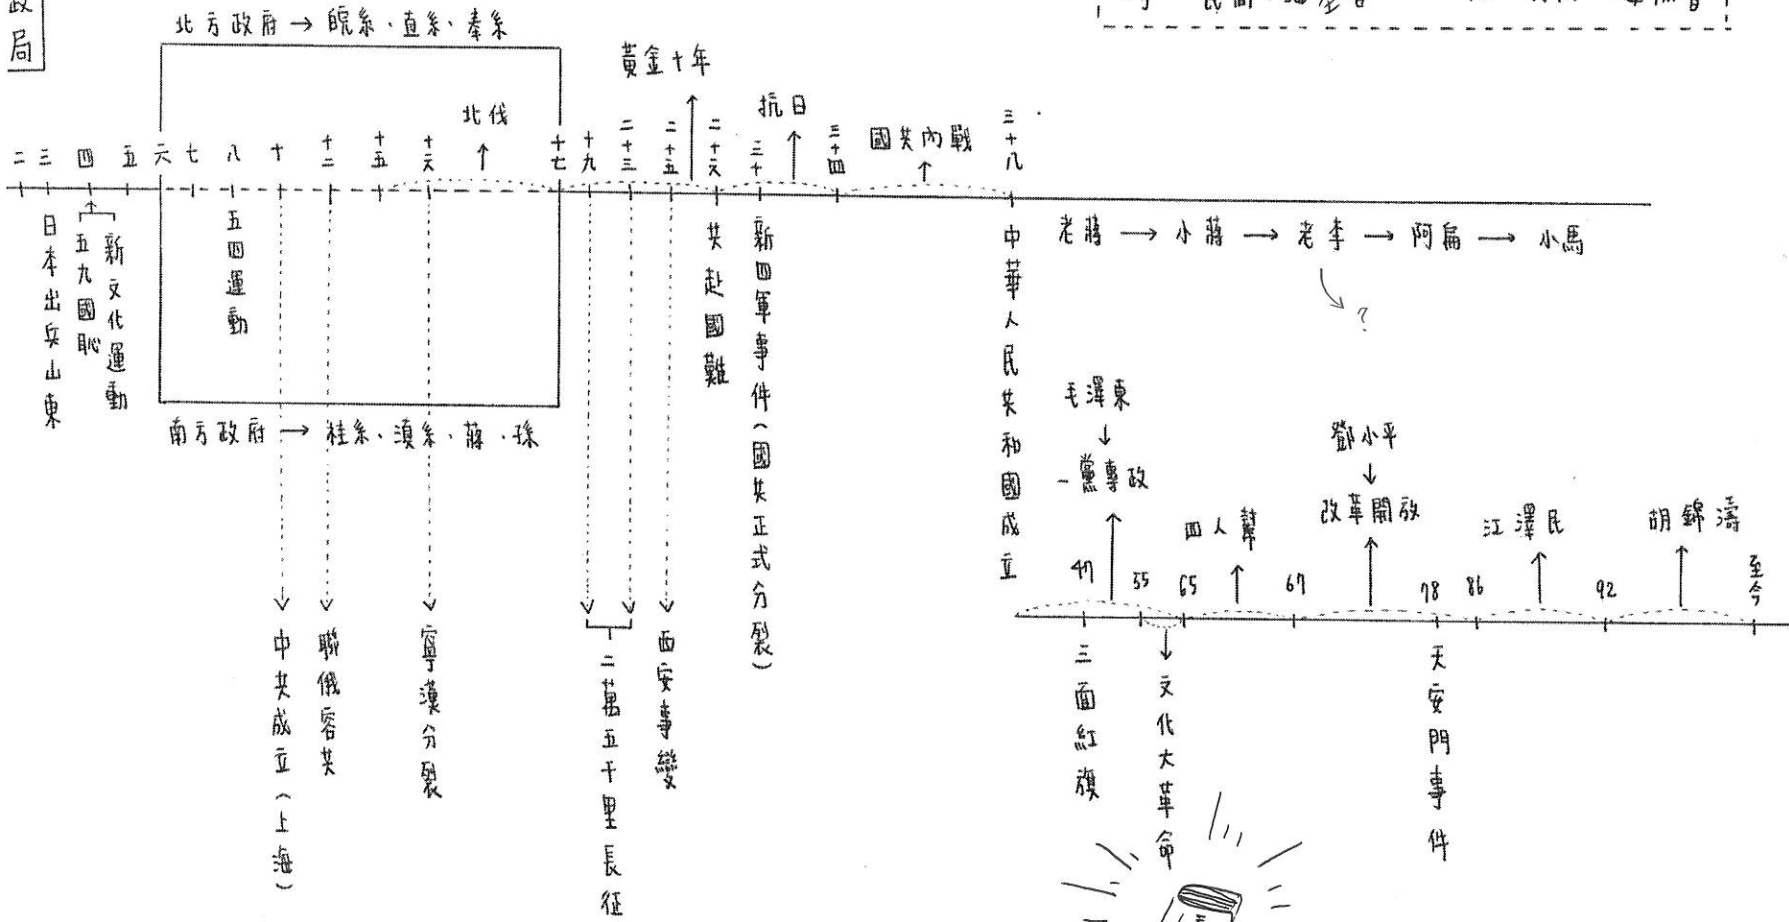 政局
北方政府 → 皖系、直系、奉系
黃金十年
北伐
抗日
國共內戰
二
三
四
五
六
七
八
十
十二
十五
十六
十七
十九
二十三
二十五
二十六
三十
三十四
三十八
日本出兵山東
五九國恥
新文化運動
五四運動
共赴國難
新四軍事件（國共正式分裂）
中華人民共和國成立
老蔣 → 小蔣 → 老李 → 阿扁 → 小馬
?
南方政府 → 桂系、滇系、蔣、孫
毛澤東
一黨專政
四人幫
鄧小平
改革開放
江澤民
胡錦濤
47
55
65
67
78
86
92
至今
中共成立（上海）
聯俄容共
寧漢分裂
二萬五千里長征
西安事變
三面紅旗
文化大革命
天安門事件